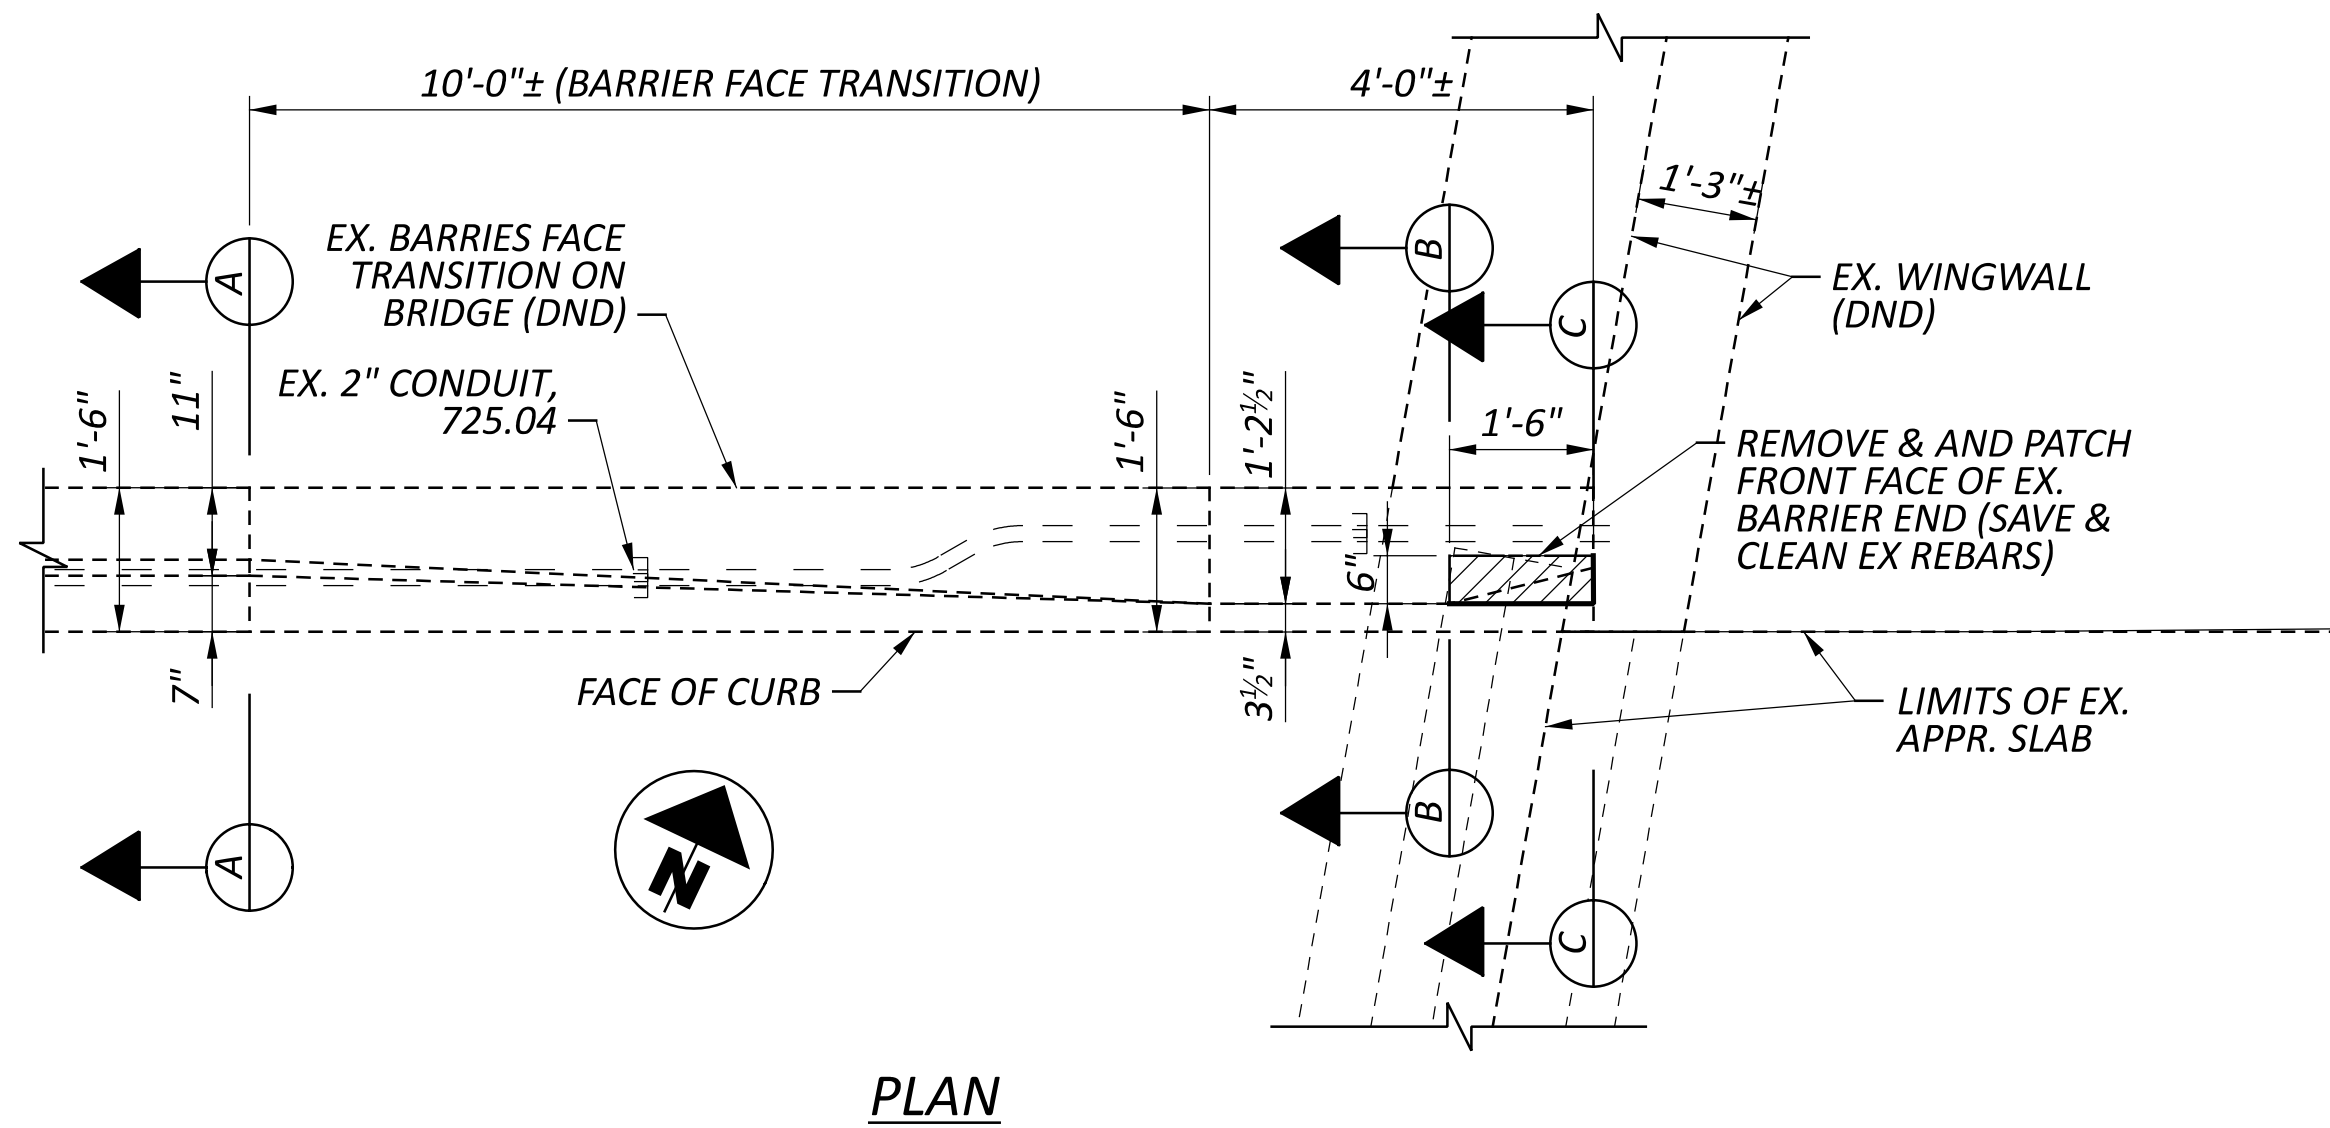 10'-0"± (BARRIER FACE TRANSITION)
4'-0"±
1'-3"±
EX. BARRIES FACE
TRANSITION ON
BRIDGE (DND)
A
B
C
EX. WINGWALL
(DND)
EX. 2" CONDUIT,
725.04
1'-6"
11"
1'-6"
1'-2½"
1'-6"
REMOVE & AND PATCH
FRONT FACE OF EX.
BARRIER END (SAVE &
CLEAN EX REBARS)
6"
7"
FACE OF CURB
3½"
LIMITS OF EX.
APPR. SLAB
A
N
B
C
PLAN